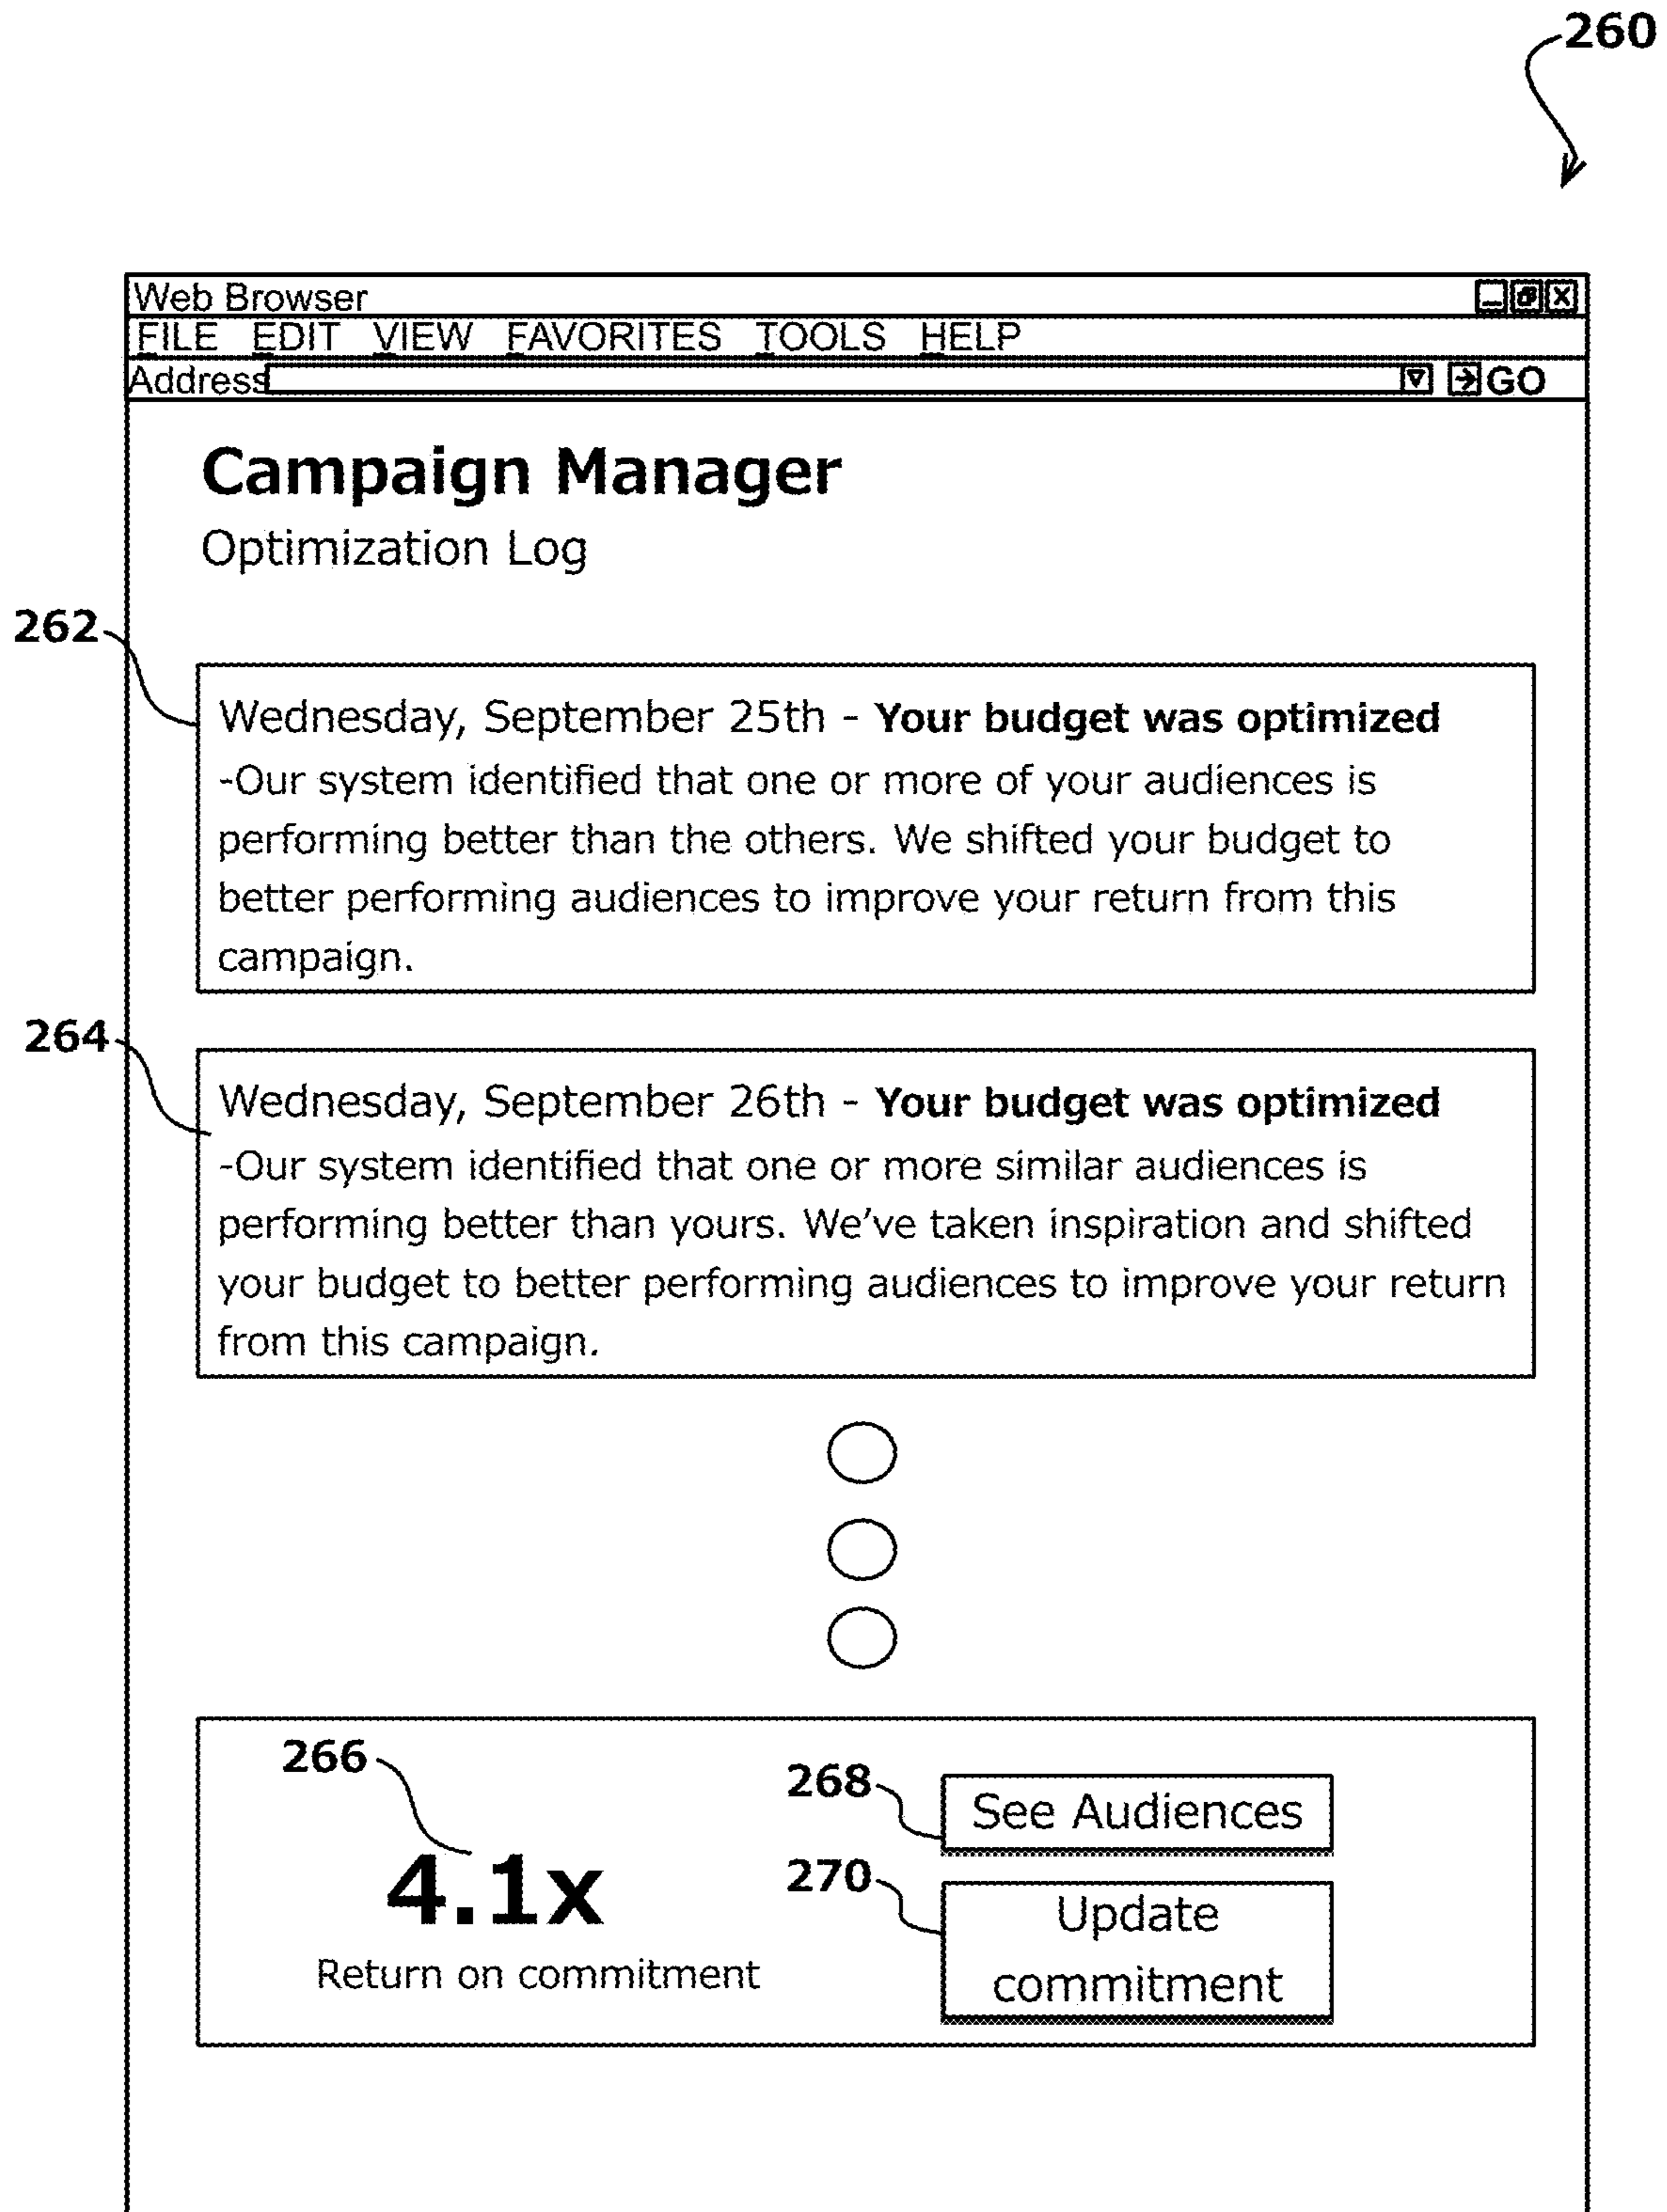 260
Web Browser
FILE EDIT VIEW FAVORITES TOOLS HELP
Address GO
Campaign Manager
Optimization Log
262
Wednesday, September 25th - Your budget was optimized
-Our system identified that one or more of your audiences is
performing better than the others. We shifted your budget to
better performing audiences to improve your return from this
campaign.
264
Wednesday, September 26th - Your budget was optimized
-Our system identified that one or more similar audiences is
performing better than yours. We've taken inspiration and shifted
your budget to better performing audiences to improve your return
from this campaign.
266
4.1x
Return on commitment
268
See Audiences
270
Update
commitment